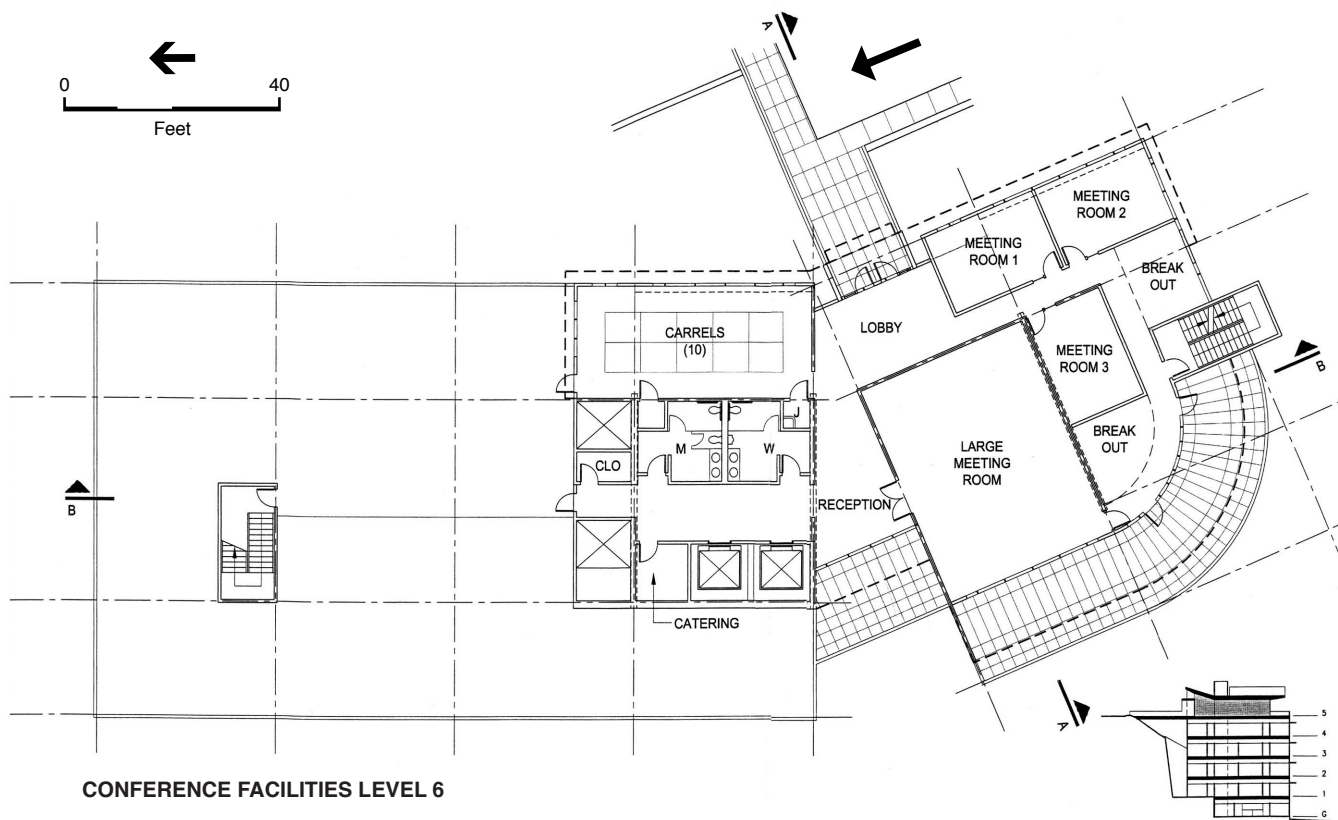 0 40
Feet
A
MEETING
ROOM 2
MEETING
ROOM 1
BREAK
OUT
LOBBY
CARRELS
(10)
MEETING
ROOM 3
B
J
M
W
BREAK
OUT
CLO
LARGE
MEETING
ROOM
B
RECEPTION
CATERING
A
5
4
3
2
1
G
CONFERENCE FACILITIES LEVEL 6